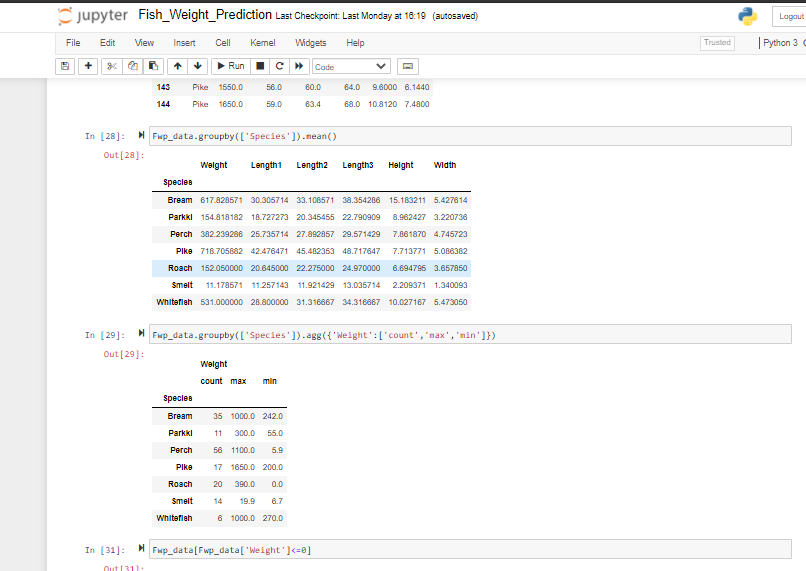 jupyter Fish_Weight_Prediction Last Checkpoint: Last Monday at 16:19 (autosaved)
Logout
File Edit View Insert Cell Kernel Widgets Help
Trusted Python 3
Run Code
143 Pike 1550.0 56.0 60.0 64.0 9.6000 6.1440
144 Pike 1650.0 59.0 63.4 68.0 10.8120 7.4800
In [28]: Fwp_data.groupby(['Species']).mean()
Out[28]:
Weight Length1 Length2 Length3 Height Width
Species
Bream 617.828571 30.305714 33.108571 38.354286 15.183211 5.427614
Parkki 154.818182 18.727273 20.345455 22.790909 8.962427 3.220736
Perch 382.239286 25.735714 27.892857 29.571429 7.861870 4.745723
Pike 718.705882 42.476471 45.482353 48.717647 7.713771 5.086382
Roach 152.050000 20.645000 22.275000 24.970000 6.694795 3.657850
Smelt 11.178571 11.257143 11.921429 13.035714 2.209371 1.340093
Whitefish 531.000000 28.800000 31.316667 34.316667 10.027167 5.473050
In [29]: Fwp_data.groupby(['Species']).agg({'Weight':['count','max','min']})
Out[29]:
Weight
count max min
Species
Bream 35 1000.0 242.0
Parkki 11 300.0 55.0
Perch 56 1100.0 5.9
Pike 17 1650.0 200.0
Roach 20 390.0 0.0
Smelt 14 19.9 6.7
Whitefish 6 1000.0 270.0
In [31]: Fwp_data[Fwp_data['Weight']<=0]
Out[31]: